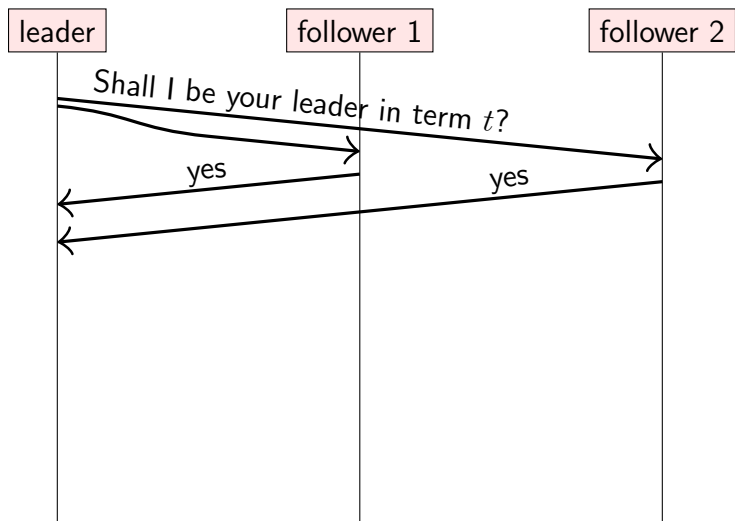 leader
follower 1
follower 2
Shall I be your leader in term t?
yes
yes